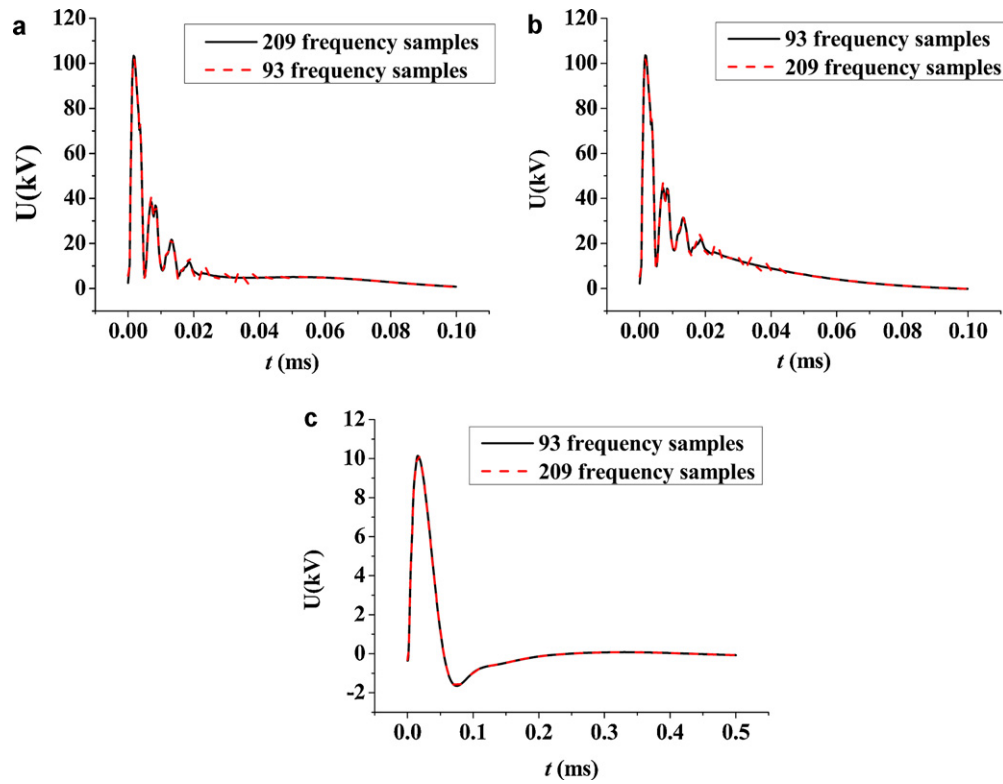 a
209 frequency samples
93 frequency samples
120
100
80
60
40
20
0
U(kV)
0.00 0.02 0.04 0.06 0.08 0.10
t (ms)
b
93 frequency samples
209 frequency samples
120
100
80
60
40
20
0
U(kV)
0.00 0.02 0.04 0.06 0.08 0.10
t (ms)
c
93 frequency samples
209 frequency samples
12
10
8
6
4
2
0
-2
U(kV)
0.0 0.1 0.2 0.3 0.4 0.5
t (ms)